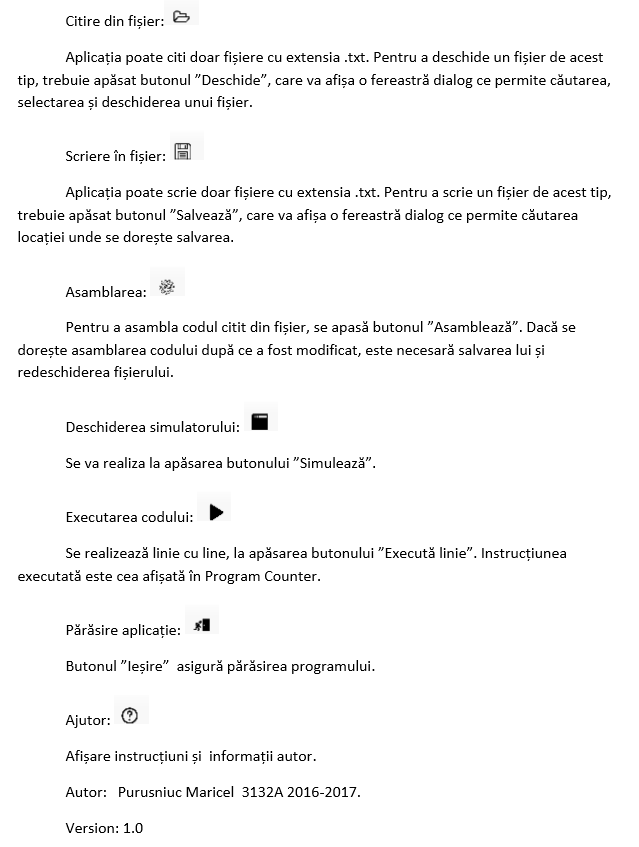 Citire din fișier:
Aplicația poate citi doar fișiere cu extensia .txt. Pentru a deschide un fișier de acest
tip, trebuie apăsat butonul ”Deschide”, care va afișa o fereastră dialog ce permite căutarea,
selectarea și deschiderea unui fișier.
Scriere în fișier:
Aplicația poate scrie doar fișiere cu extensia .txt. Pentru a scrie un fișier de acest tip,
trebuie apăsat butonul ”Salvează”, care va afișa o fereastră dialog ce permite căutarea
locației unde se dorește salvarea.
Asamblarea:
Pentru a asambla codul citit din fișier, se apasă butonul ”Asamblează”. Dacă se
dorește asamblarea codului după ce a fost modificat, este necesară salvarea lui și
redeschiderea fișierului.
Deschiderea simulatorului:
Se va realiza la apăsarea butonului ”Simulează”.
Executarea codului:
Se realizează linie cu line, la apăsarea butonului ”Execută linie”. Instrucțiunea
executată este cea afișată în Program Counter.
Părăsire aplicație:
Butonul ”Ieșire” asigură părăsirea programului.
Ajutor:
Afișare instrucțiuni și informații autor.
Autor: Purusniuc Maricel 3132A 2016-2017.
Version: 1.0